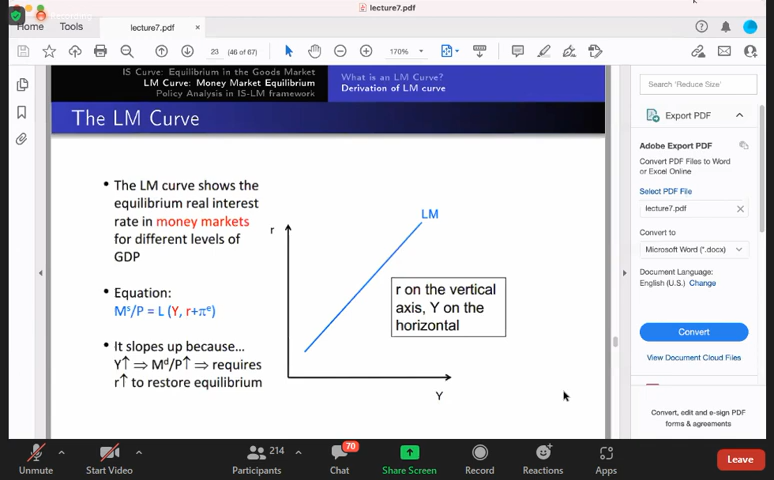 lecture7.pdf
Home
Tools
lecture7.pdf
×
23
(46 of 67)
170%
IS Curve: Equilibrium in the Goods Market
LM Curve: Money Market Equilibrium
Policy Analysis in IS-LM framework
What is an LM Curve?
Derivation of LM curve
The LM Curve
• The LM curve shows the
equilibrium real interest
rate in money markets
for different levels of
GDP
• Equation:
Mˢ/P = L (Y, r+πᵉ)
• It slopes up because...
Y↑ ⇒ Mᵈ/P↑ ⇒ requires
r↑ to restore equilibrium
r
LM
r on the vertical
axis, Y on the
horizontal
Y
Search 'Reduce Size'
Export PDF
Adobe Export PDF
Convert PDF Files to Word
or Excel Online
Select PDF File
lecture7.pdf
Convert to
Microsoft Word (*.docx)
Document Language:
English (U.S.) Change
Convert
View Document Cloud Files
Convert, edit and e-sign PDF
forms & agreements
Unmute
Start Video
214
Participants
70
Chat
Share Screen
Record
Reactions
Apps
Leave